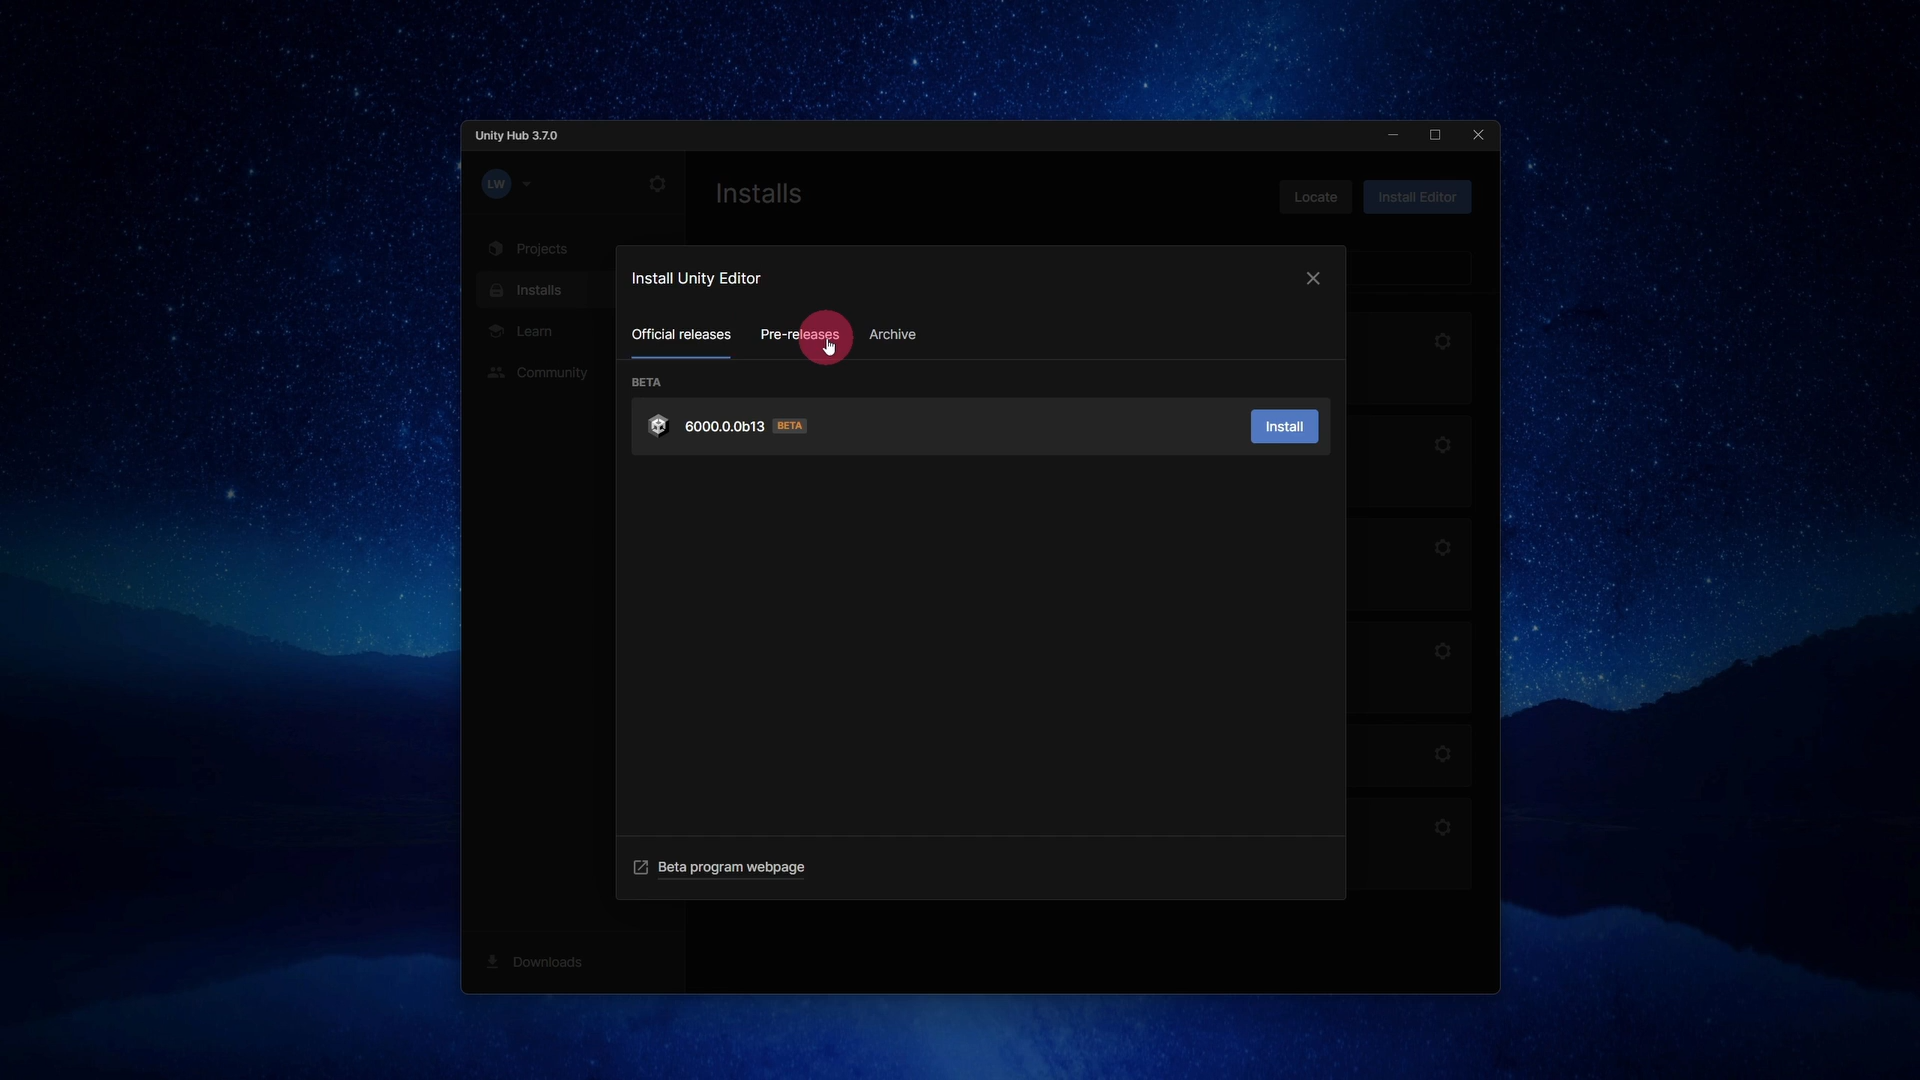 Unity Hub 3.7.0
LW
Installs
Locate
Install Editor
Projects
Installs
Learn
Community
Install Unity Editor
Official releases
Pre-releases
Archive
BETA
6000.0.0b13 BETA
Install
Beta program webpage
Downloads